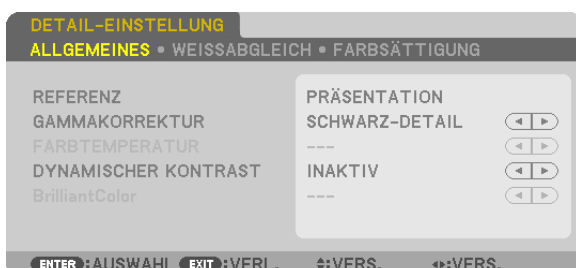 DETAIL-EINSTELLUNG
ALLGEMEINES • WEISSABGLEICH • FARBSÄTTIGUNG
REFERENZ PRÄSENTATION
GAMMAKORREKTUR SCHWARZ-DETAIL
FARBTEMPERATUR ---
DYNAMISCHER KONTRAST INAKTIV
BrilliantColor ---
ENTER:AUSWAHL EXIT:VERL. :VERS. :VERS.